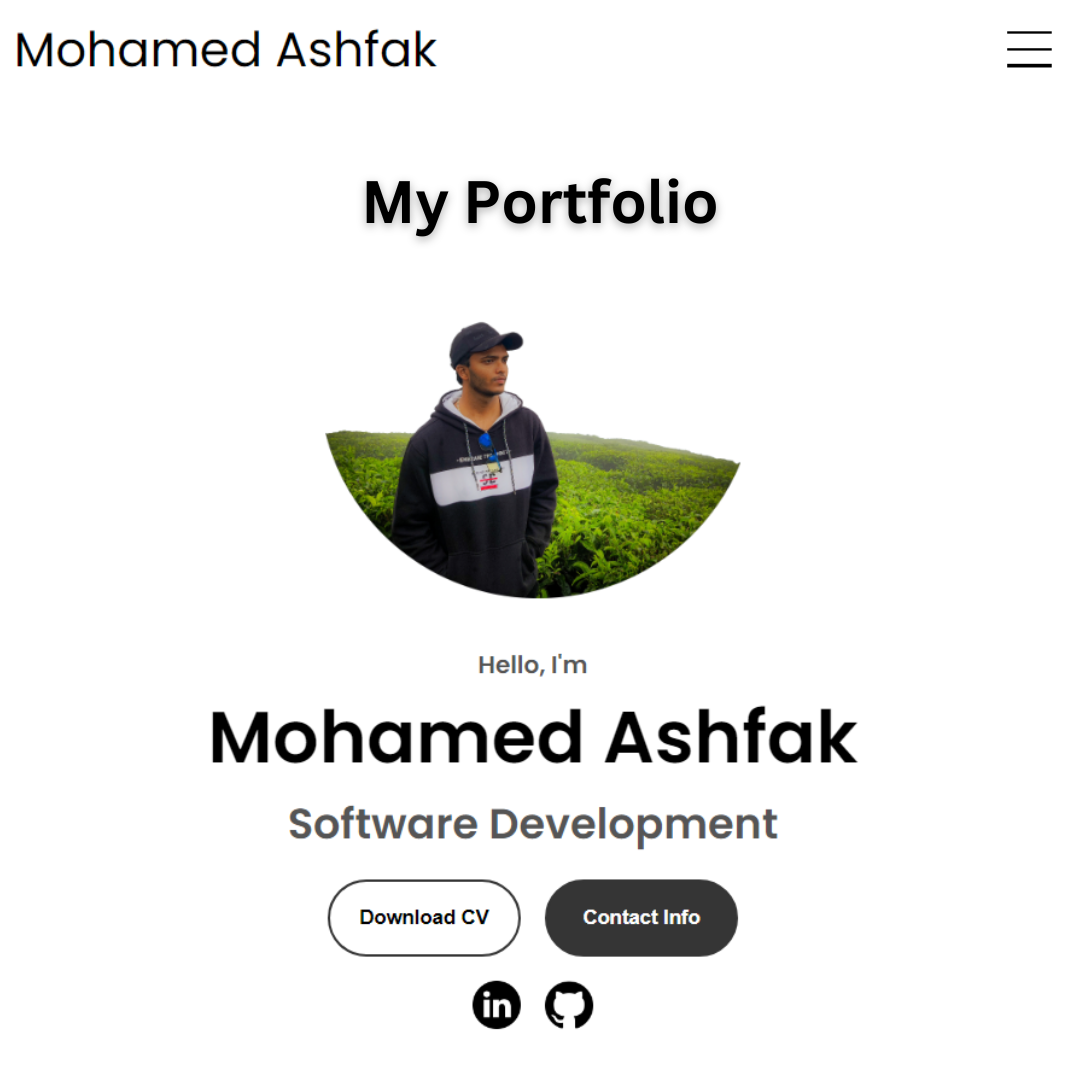 Mohamed Ashfak
My Portfolio
Hello, I'm
Mohamed Ashfak
Software Development
Download CV
Contact Info
in